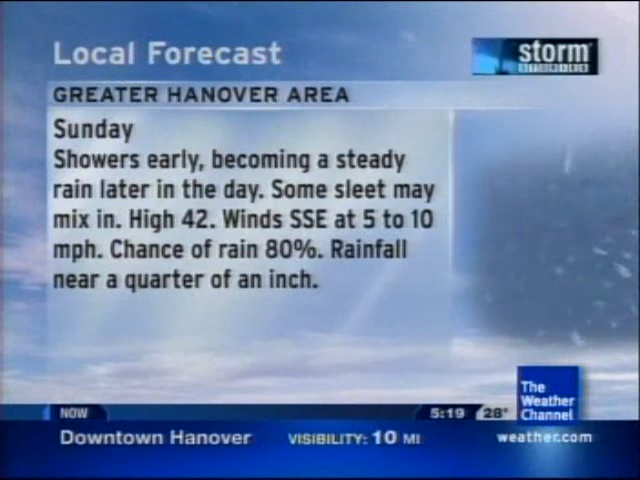 Local Forecast
storm
STORIES
GREATER HANOVER AREA
Sunday
Showers early, becoming a steady
rain later in the day. Some sleet may
mix in. High 42. Winds SSE at 5 to 10
mph. Chance of rain 80%. Rainfall
near a quarter of an inch.
The
Weather
Channel
NOW
5:19 28°
Downtown Hanover VISIBILITY: 10 MI
weather.com